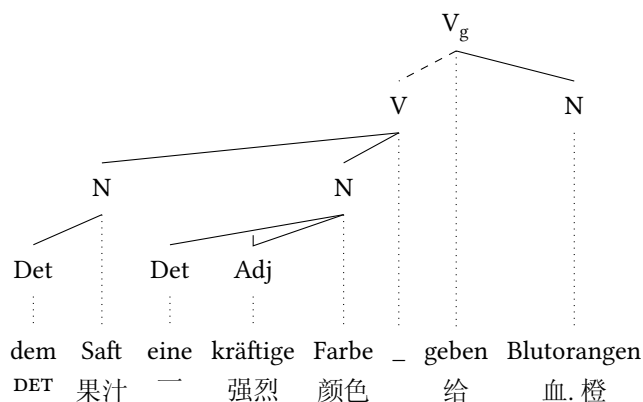 V_g
V N
N N
Det Det Adj
dem Saft eine kräftige Farbe _ geben Blutorangen
DET 果汁 一 强烈 颜色 给 血. 橙